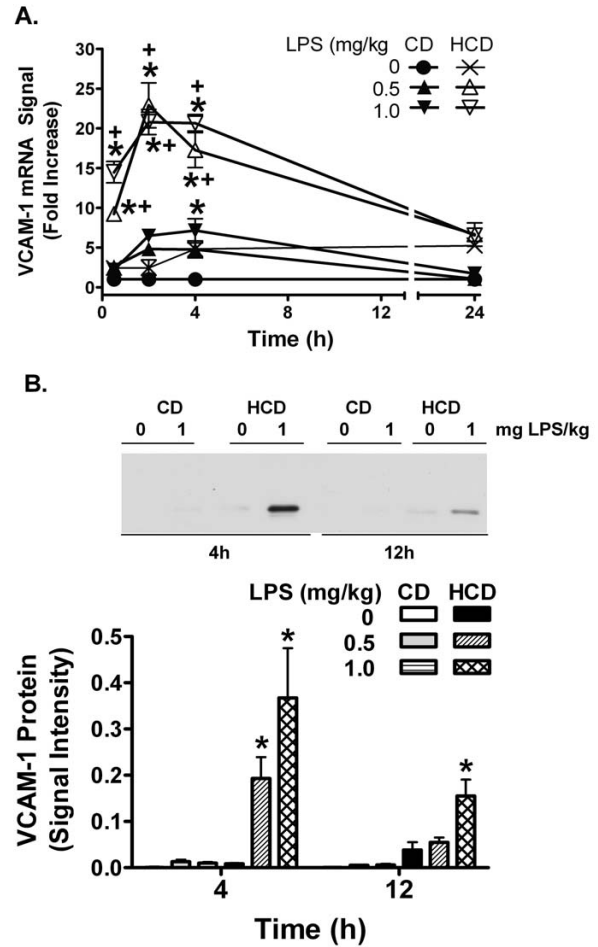 A.
LPS (mg/kg CD HCD
0
0.5
1.0
VCAM-1 mRNA Signal
(Fold Increase)
30
25
20
15
10
5
0
+
*
+
*
+
*
*+
*+
*+
*
0 4 8 12 24
Time (h)
B.
CD HCD CD HCD
0 1 0 1 0 1 0 1 mg LPS/kg
4h 12h
LPS (mg/kg) CD HCD
0
0.5
1.0
VCAM-1 Protein
(Signal Intensity)
0.5
0.4
0.3
0.2
0.1
0.0
*
*
*
4 12
Time (h)